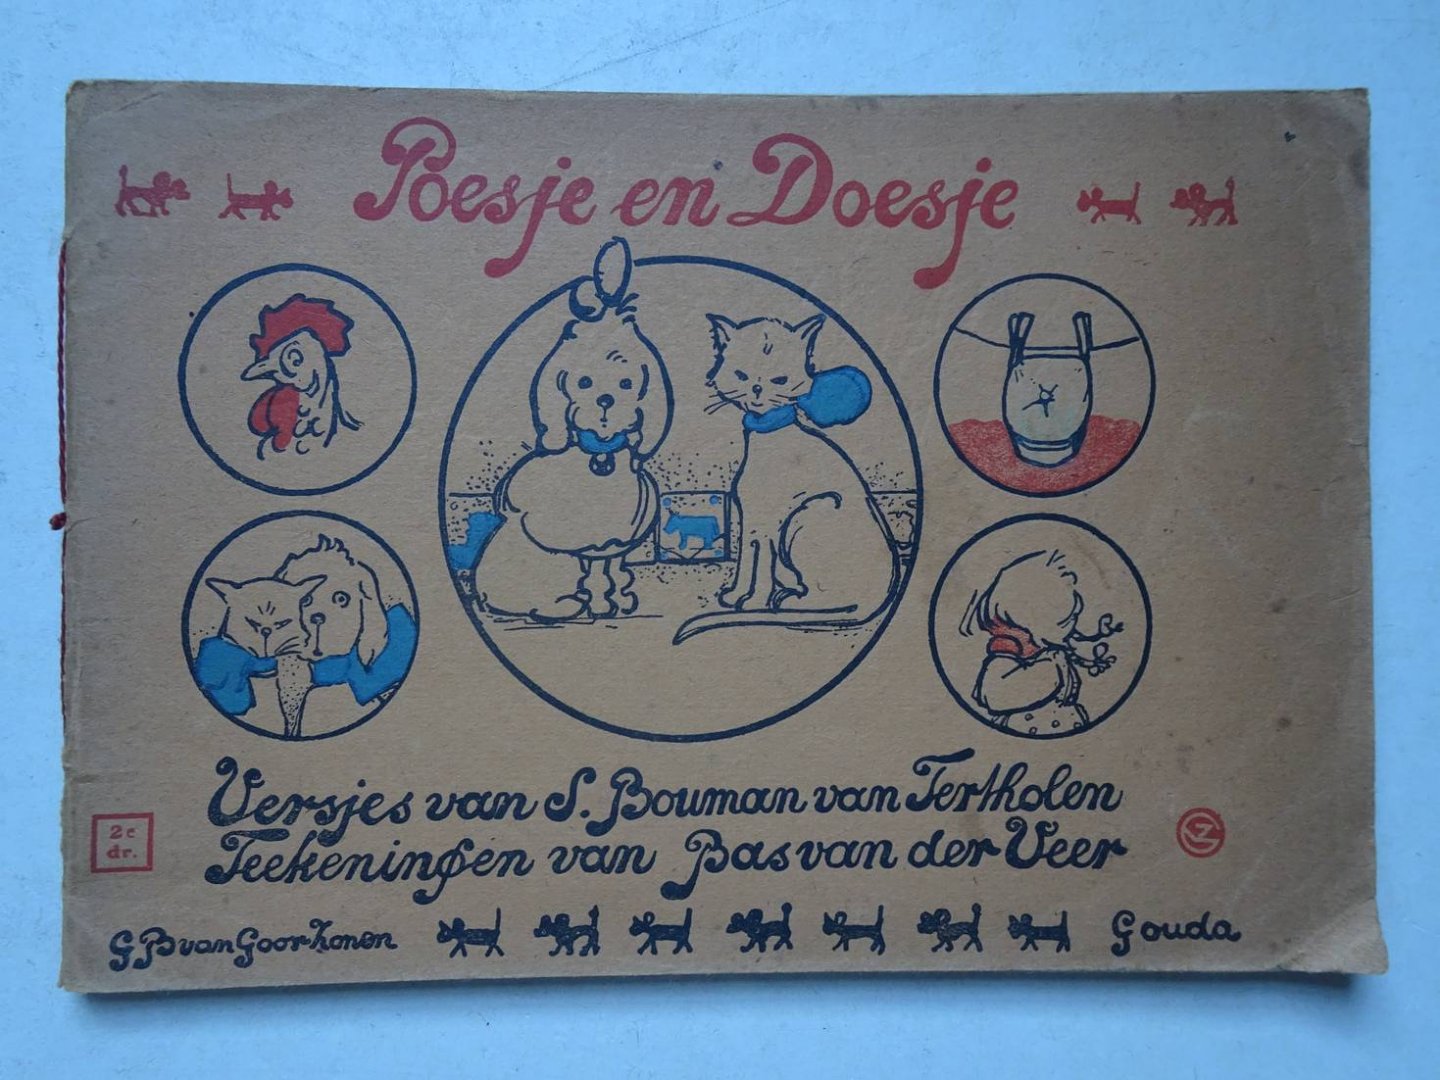 Poesje en Doesje
Versjes van S. Bouman van Tertholen
2e
dr.
Teekeningen van Bas van der Veer
G B van Goor Zonen
Gouda